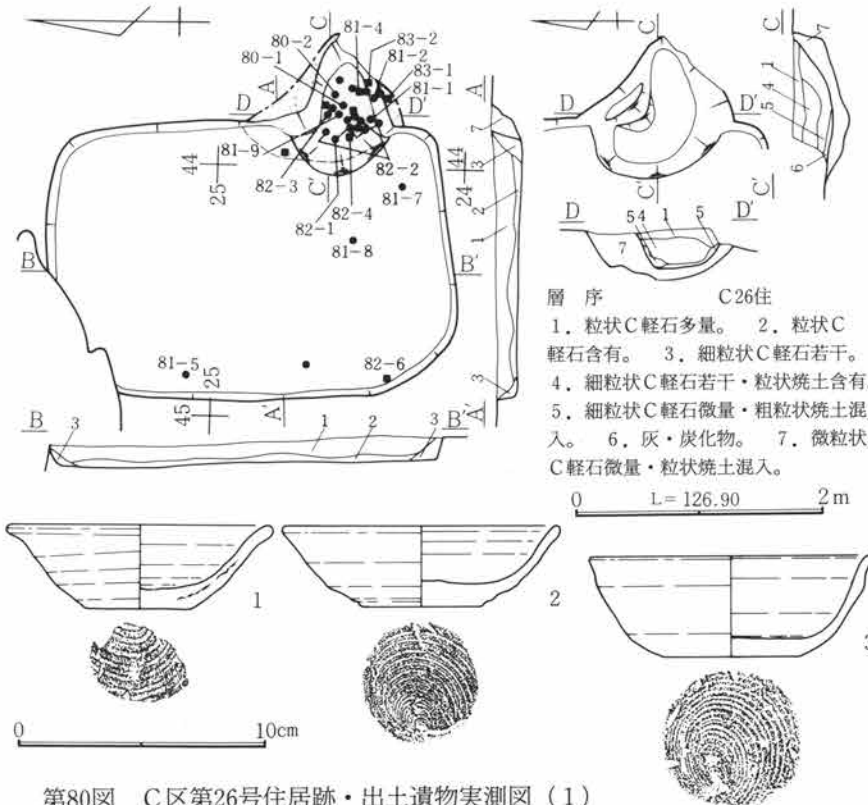 C
C
81-4
80-2
83-2
80-1
81-2
83-1
81-1
A
A
D
D'
81-9
44
25
82-2
82-3
C'
81-7
44
24
82-1
82-4
81-8
B
B'
81-5
25
45
82-6
A'
A'
7
3
2
1
3
B
B'
3
1
2
3
C
C
7
1
4
5
6
D
D'
C'
C'
D
D'
7
5
4
1
5
層序 C26住
1．粒状C軽石多量。 2．粒状C
軽石含有。 3．細粒状C軽石若干。
4．細粒状C軽石若干・粒状焼土含有
5．細粒状C軽石微量・粗粒状焼土混
入。 6．灰・炭化物。 7．微粒状
C軽石微量・粒状焼土混入。
0 L=126.90 2m
1
2
0 10cm
第80図 C区第26号住居跡・出土遺物実測図（1）